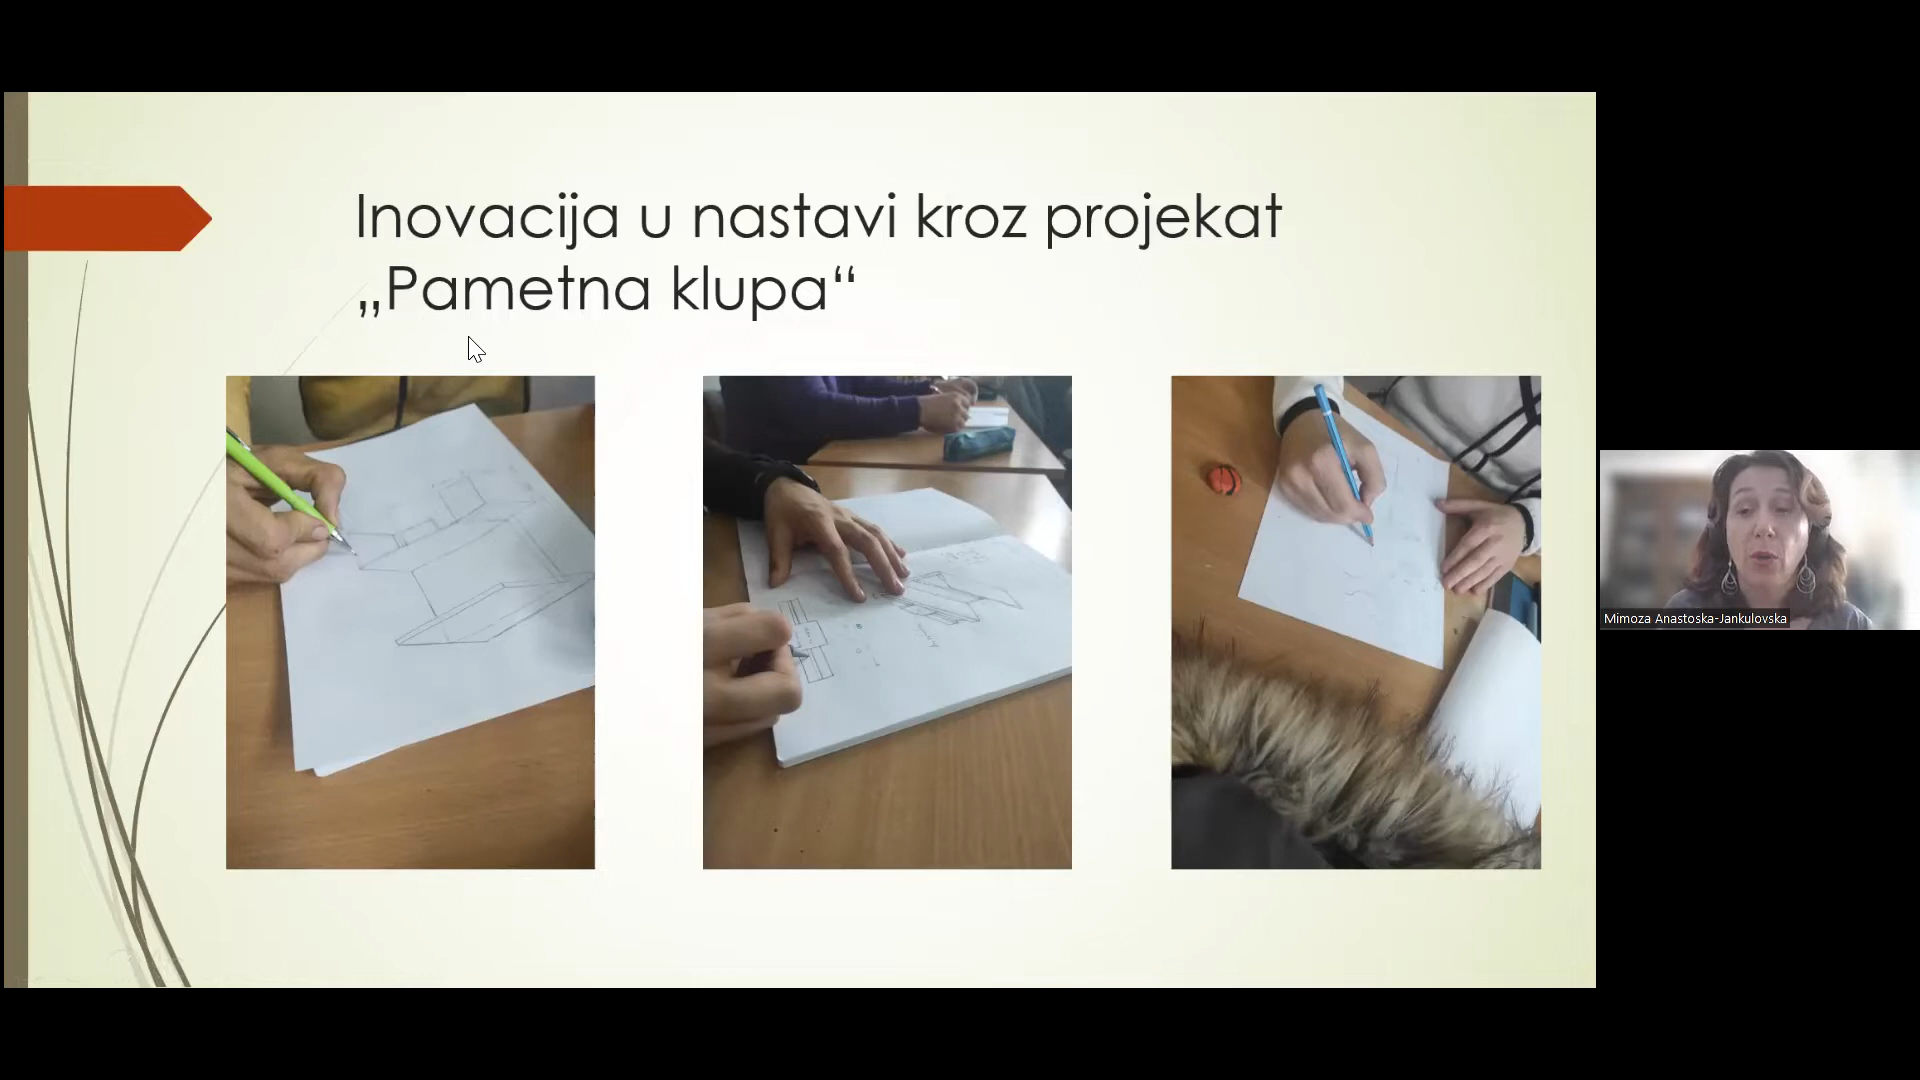 Inovacija u nastavi kroz projekat
„Pametna klupa“
Mimoza Anastoska-Jankulovska